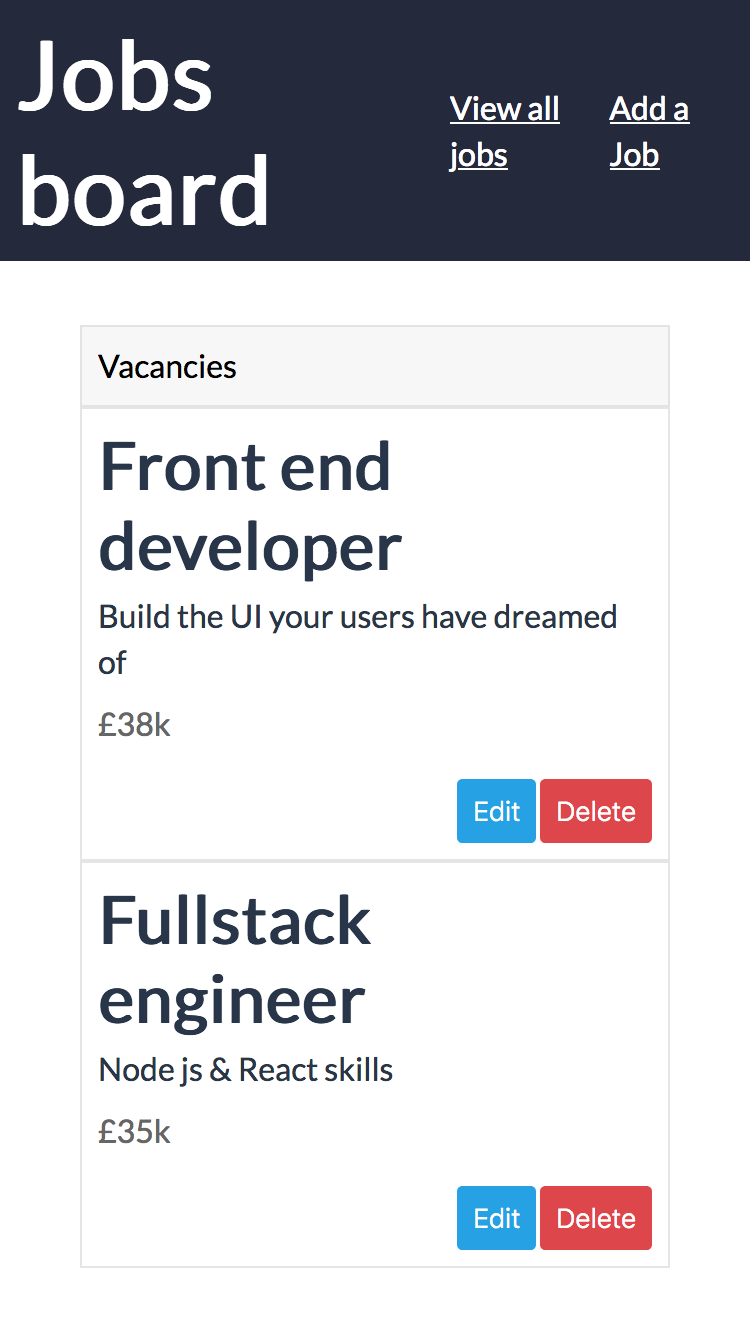 Jobs
board
View all
jobs
Add a
Job
Vacancies
Front end
developer
Build the UI your users have dreamed
of
£38k
Edit
Delete
Fullstack
engineer
Node js & React skills
£35k
Edit
Delete